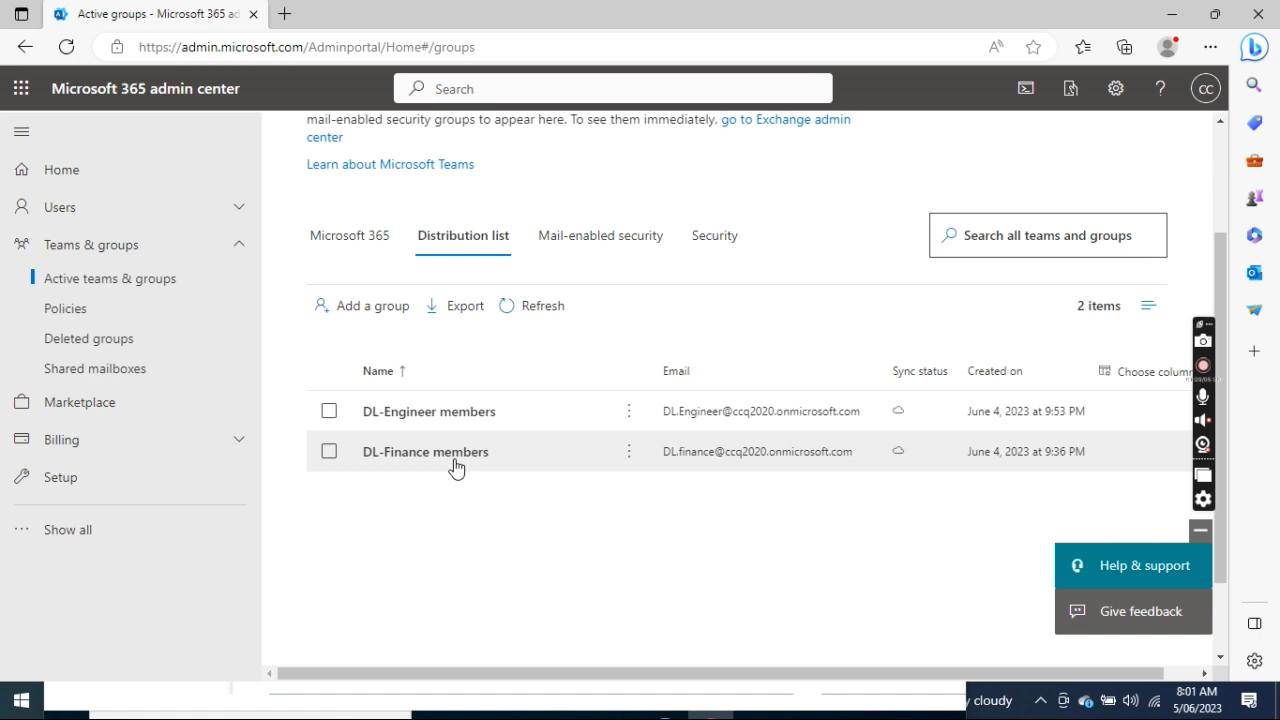 Active groups - Microsoft 365 ad
https://admin.microsoft.com/Adminportal/Home#/groups
Microsoft 365 admin center
Search
CC
mail-enabled security groups to appear here. To see them immediately, go to Exchange admin
center
Learn about Microsoft Teams
Home
Users
Teams & groups
Active teams & groups
Policies
Deleted groups
Shared mailboxes
Marketplace
Billing
Setup
Show all
Microsoft 365 Distribution list Mail-enabled security Security
Search all teams and groups
Add a group Export Refresh
2 items
Name ↑ Email Sync status Created on Choose column
DL-Engineer members DL.Engineer@ccq2020.onmicrosoft.com June 4, 2023 at 9:53 PM
DL-Finance members DL.finance@ccq2020.onmicrosoft.com June 4, 2023 at 9:36 PM
Help & support
Give feedback
cloudy
8:01 AM
5/06/2023